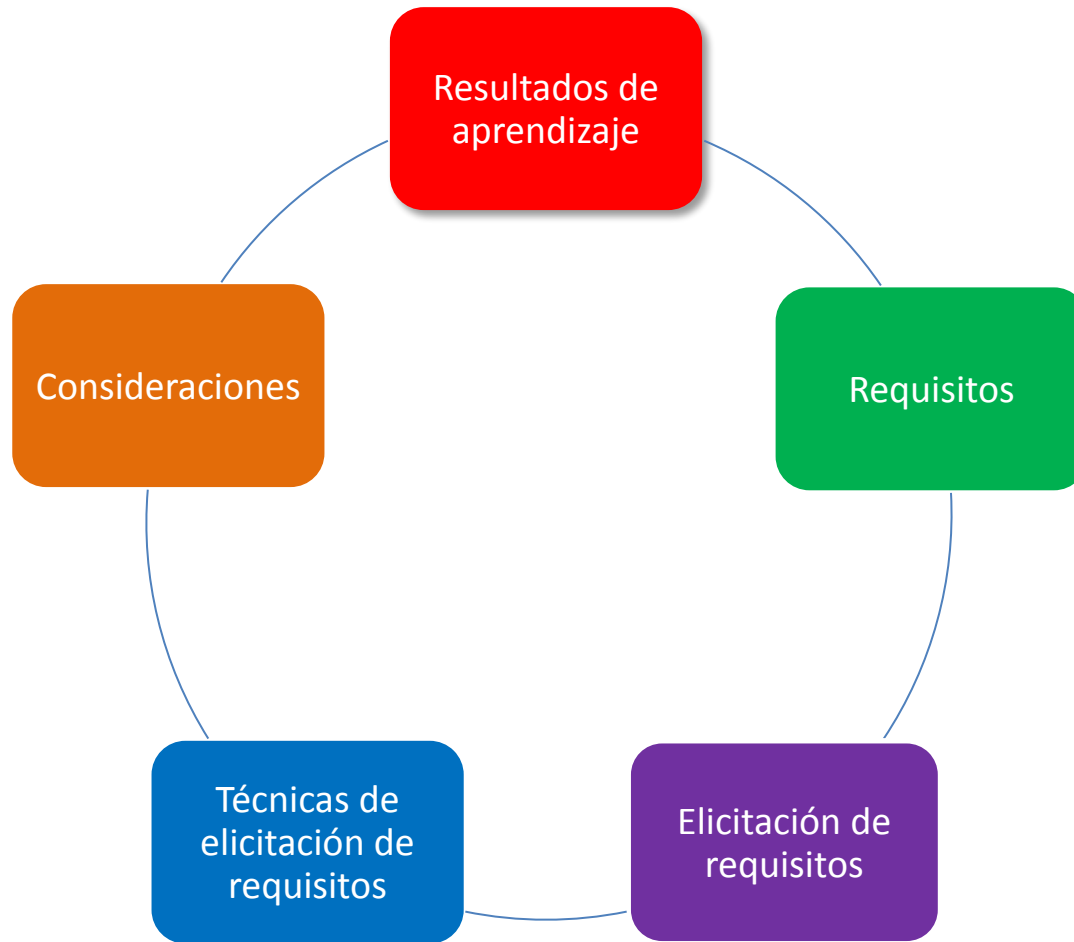 Resultados de
aprendizaje
Requisitos
Elicitación de
requisitos
Técnicas de
elicitación de
requisitos
Consideraciones